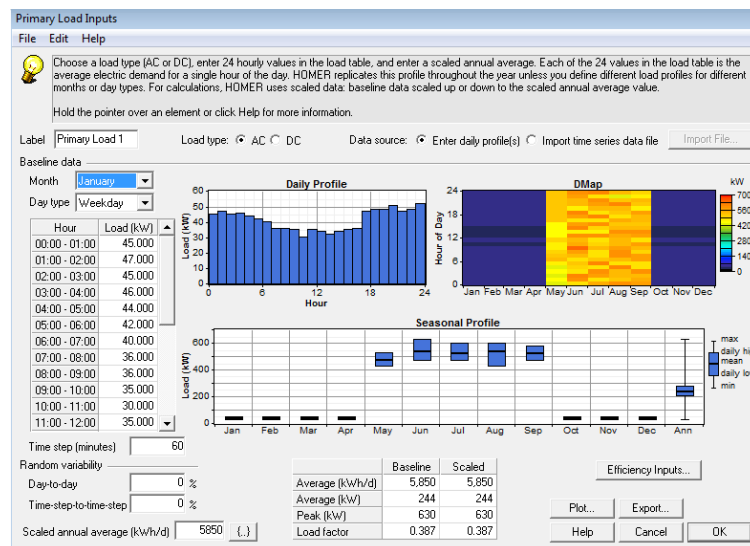 Primary Load Inputs
File Edit Help
Choose a load type (AC or DC), enter 24 hourly values in the load table, and enter a scaled annual average. Each of the 24 values in the load table is the
average electric demand for a single hour of the day. HOMER replicates this profile throughout the year unless you define different load profiles for different
months or day types. For calculations, HOMER uses scaled data: baseline data scaled up or down to the scaled annual average value.
Hold the pointer over an element or click Help for more information.
Label Primary Load 1 Load type: AC DC Data source: Enter daily profile(s) Import time series data file Import File...
Baseline data
Month January
Day type Weekday
Hour Load (kW)
00:00 - 01:00 45.000
01:00 - 02:00 47.000
02:00 - 03:00 45.000
03:00 - 04:00 46.000
04:00 - 05:00 44.000
05:00 - 06:00 42.000
06:00 - 07:00 40.000
07:00 - 08:00 36.000
08:00 - 09:00 36.000
09:00 - 10:00 35.000
10:00 - 11:00 30.000
11:00 - 12:00 35.000
Daily Profile
Load (kW)
60
50
40
30
20
10
0
0 6 12 18 24
Hour
DMap
Hour of Day
24
18
12
6
0
Jan Feb Mar Apr May Jun Jul Aug Sep Oct Nov Dec
kW
700
560
420
280
140
0
Seasonal Profile
Load (kW)
600
400
200
0
Jan Feb Mar Apr May Jun Jul Aug Sep Oct Nov Dec Ann
max
daily hi
mean
daily lo
min
Time step (minutes) 60
Random variability
Day-to-day 0 %
Time-step-to-time-step 0 %
Scaled annual average (kWh/d) 5850 {..}
Baseline Scaled
Average (kWh/d) 5,850 5,850
Average (kW) 244 244
Peak (kW) 630 630
Load factor 0.387 0.387
Efficiency Inputs...
Plot... Export...
Help Cancel OK